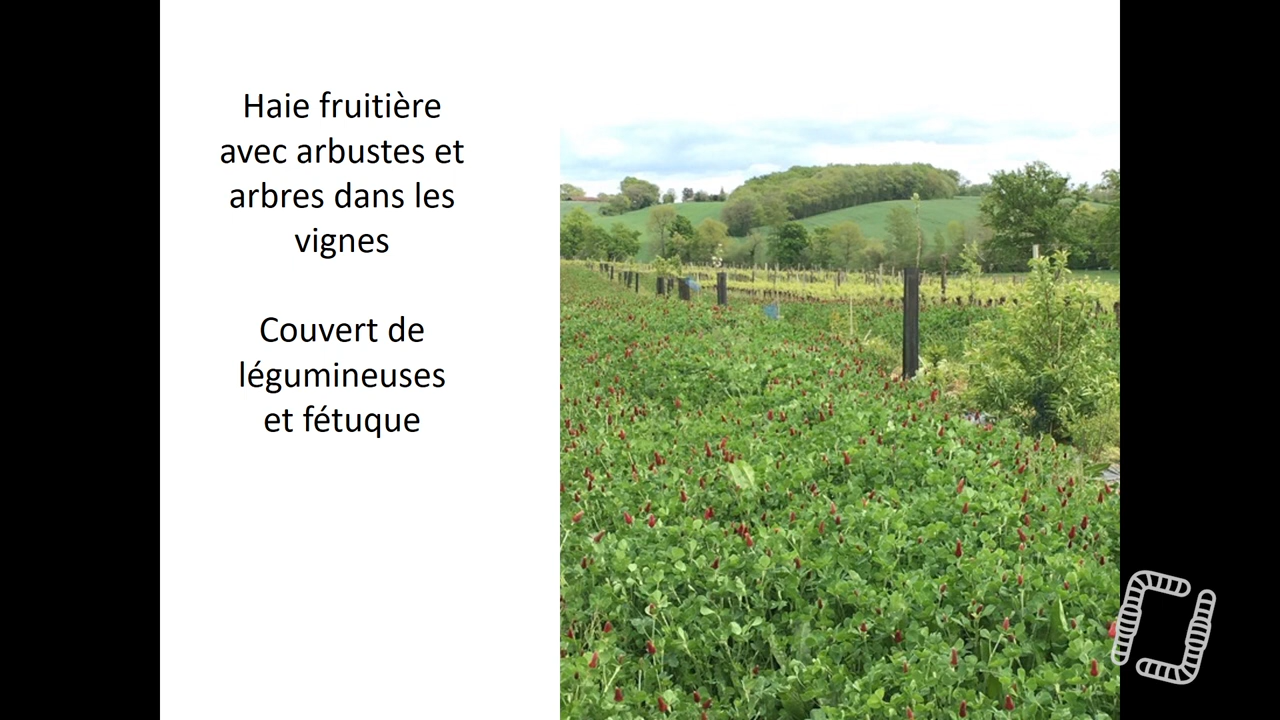 Haie fruitière
avec arbustes et
arbres dans les
vignes
Couvert de
légumineuses
et fétuque